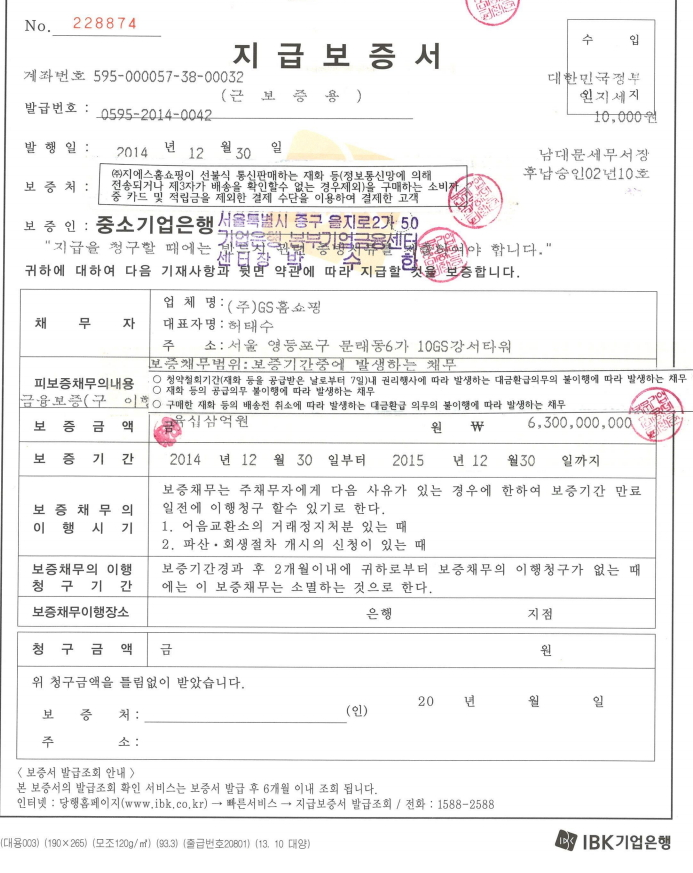 No. 228874
지 급 보 증 서
수 입
인 지
계좌번호 595-000057-38-00032
(근 보 증 용)
대한민국정부
인지세
10,000원
발급번호 : 0595-2014-0042
발 행 일 : 2014 년 12 월 30 일
남대문세무서장
후납승인02년10호
보 증 처 : ㈜지에스홈쇼핑이 선불식 통신판매하는 재화 등(정보통신망에 의해
전송되거나 제3자가 배송을 확인할수 없는 경우제외)을 구매하는 소비자
중 카드 및 적립금을 제외한 결제 수단을 이용하여 결제한 고객
보 증 인 : 중소기업은행 서울특별시 중구 을지로2가 50
기업은행
센터장 박 수 한
"지급을 청구할 때에는 합니다."
귀하에 대하여 다음 기재사항과 뒷면 약관에 따라 지급할 것을 보증합니다.
채 무 자
업 체 명 : (주)GS홈쇼핑
대표자명 : 허태수
주 소 : 서울 영등포구 문래동6가 10GS강서타워
보증채무범위:보증기간중에 발생하는 채무
피보증채무의내용
○ 청약철회기간(재화 등을 공급받은 날로부터 7일)내 권리행사에 따라 발생하는 대금환급의무의 불이행에 따라 발생하는 채무
○ 재화 등의 공급의무 불이행에 따라 발생하는 채무
금융보증(구 이행
○ 구매한 재화 등의 배송전 취소에 따라 발생하는 대금환급 의무의 불이행에 따라 발생하는 채무
보 증 금 액 금 육십삼억원 원 ₩ 6,300,000,000
보 증 기 간 2014 년 12 월 30 일부터 2015 년 12 월30 일까지
보 증 채 무 의
이 행 시 기
보증채무는 주채무자에게 다음 사유가 있는 경우에 한하여 보증기간 만료
일전에 이행청구 할수 있기로 한다.
1. 어음교환소의 거래정지처분 있는 때
2. 파산·회생절차 개시의 신청이 있는 때
보증채무의 이행
청 구 기 간
보증기간경과 후 2개월이내에 귀하로부터 보증채무의 이행청구가 없는 때
에는 이 보증채무는 소멸하는 것으로 한다.
보증채무이행장소 은행 지점
청 구 금 액 금 원
위 청구금액을 틀림없이 받았습니다.
20 년 월 일
보 증 처 : (인)
주 소 :
〈 보증서 발급조회 안내 〉
본 보증서의 발급조회 확인 서비스는 보증서 발급 후 6개월 이내 조회 됩니다.
인터넷 : 당행홈페이지(www.ibk.co.kr) → 빠른서비스 → 지급보증서 발급조회 / 전화 : 1588-2588
(대용003) (190×265) (모조120g/㎡) (93.3) (출급번호20801) (13. 10 대양)
IBK기업은행